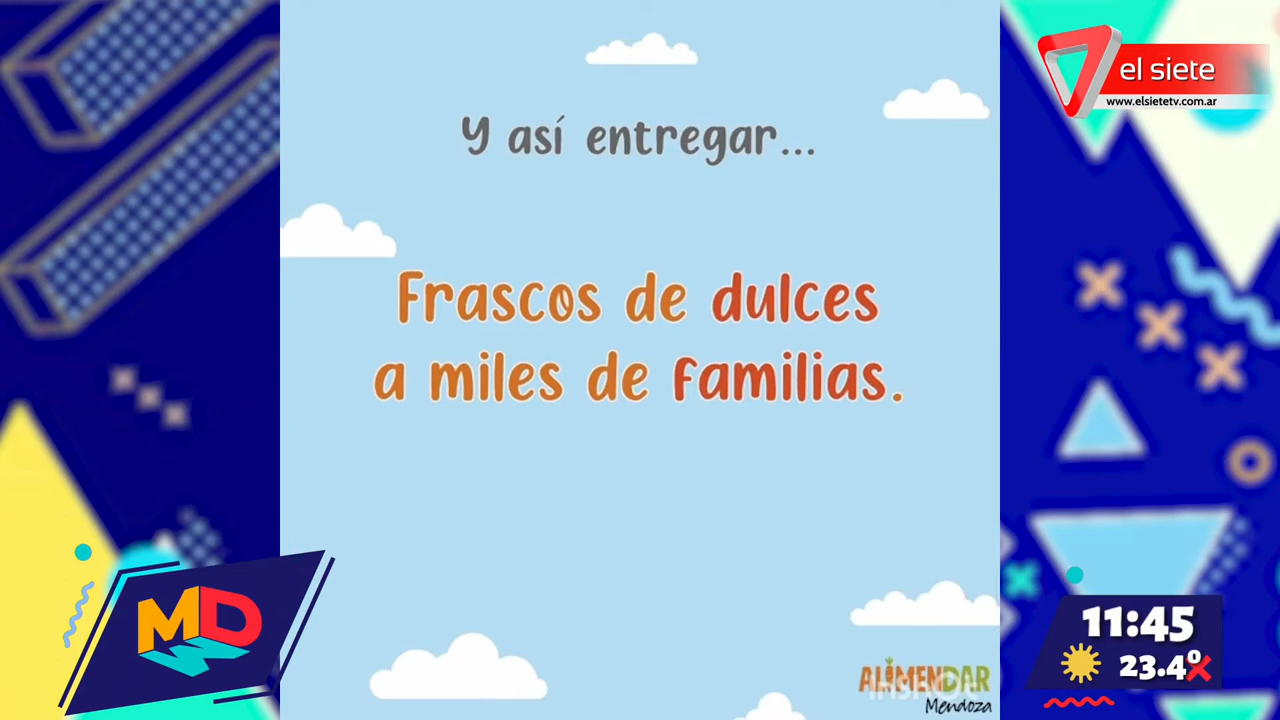 el siete
www.elsietetv.com.ar
Y así entregar...
Frascos de dulces
a miles de familias.
MD
11:45
23.4º
ALIMENDAR
Mendoza